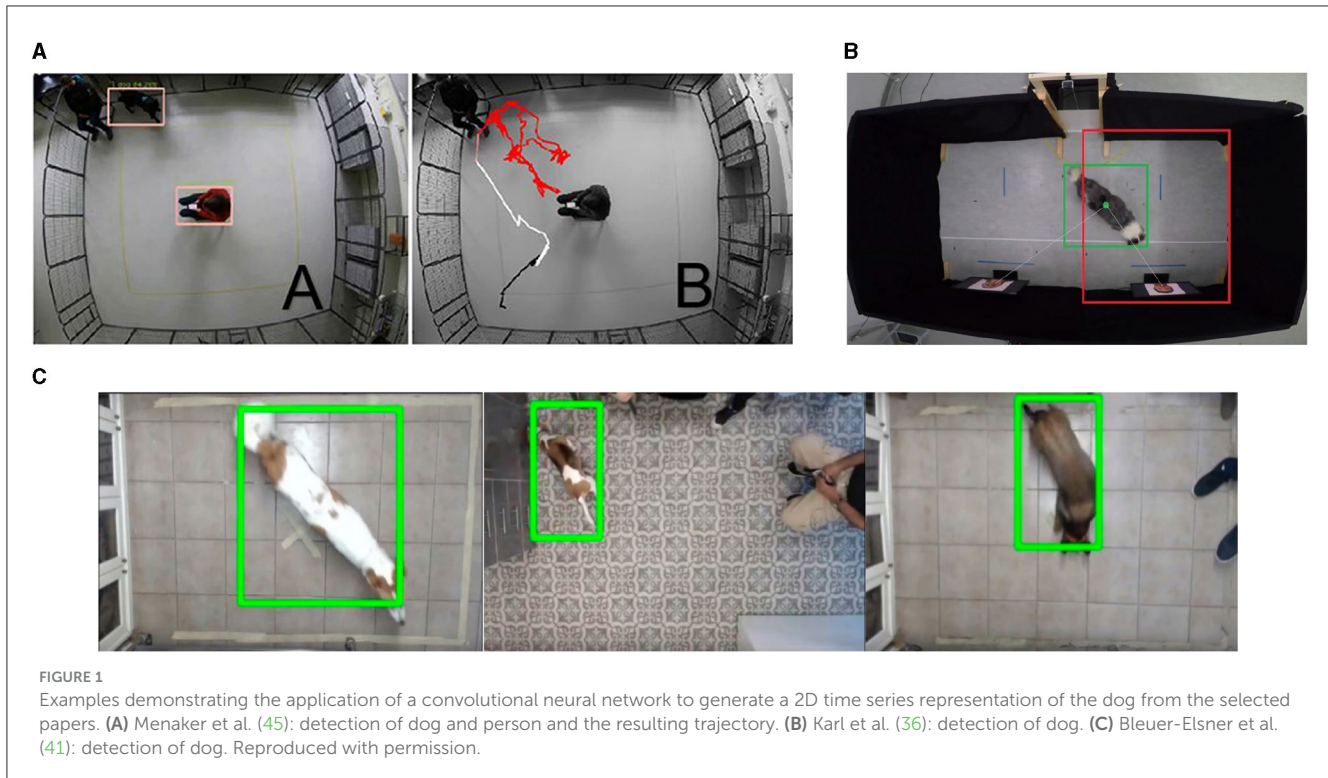 A
B
A
B
C
FIGURE 1
Examples demonstrating the application of a convolutional neural network to generate a 2D time series representation of the dog from the selected
papers. (A) Menaker et al. (45): detection of dog and person and the resulting trajectory. (B) Karl et al. (36): detection of dog. (C) Bleuer-Elsner et al.
(41): detection of dog. Reproduced with permission.